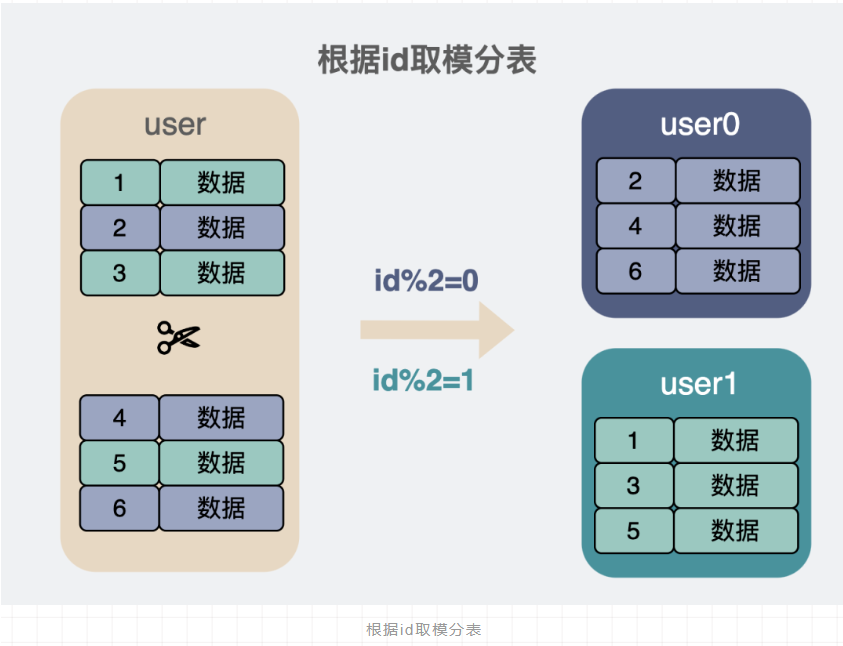 根据id取模分表
user
1 数据
2 数据
3 数据
4 数据
5 数据
6 数据
id%2=0
id%2=1
user0
2 数据
4 数据
6 数据
user1
1 数据
3 数据
5 数据
根据id取模分表